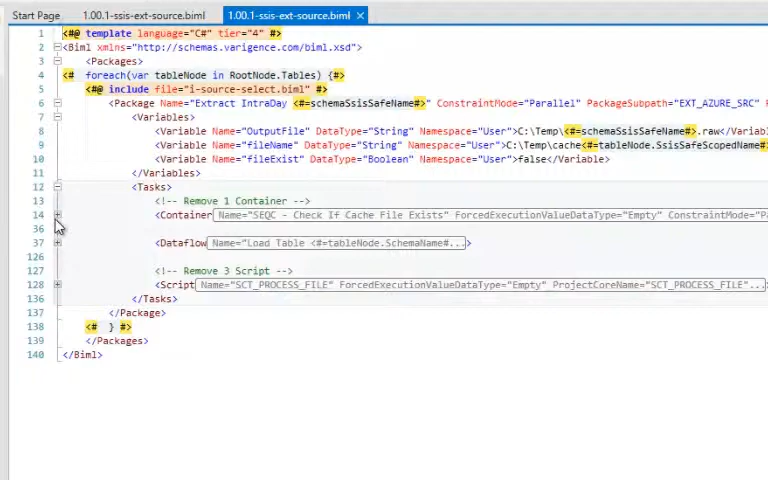 Start Page 1.00.1-ssis-ext-source.biml 1.00.1-ssis-ext-source.biml
1 <#@ template language="C#" tier="4" #>
2 <Biml xmlns="http://schemas.varigence.com/biml.xsd">
3 <Packages>
4 <# foreach(var tableNode in RootNode.Tables) {#>
5 <#@ include file="i-source-select.biml" #>
6 <Package Name="Extract IntraDay <#=schemaSsisSafeName#>" ConstraintMode="Parallel" PackageSubpath="EXT_AZURE_SRC" P
7 <Variables>
8 <Variable Name="OutputFile" DataType="String" Namespace="User">C:\Temp\<#=schemaSsisSafeName#>.raw</Varia
9 <Variable Name="fileName" DataType="String" Namespace="User">C:\Temp\cache<#=tableNode.SsisSafeScopedName#
10 <Variable Name="fileExist" DataType="Boolean" Namespace="User">false</Variable>
11 </Variables>
12 <Tasks>
13 <!-- Remove 1 Container -->
14 <Container Name="SEQC - Check If Cache File Exists" ForcedExecutionValueDataType="Empty" ConstraintMode="Pa
36
37 <Dataflow Name="Load Table <#=tableNode.SchemaName#...>
126
127 <!-- Remove 3 Script -->
128 <Script Name="SCT_PROCESS_FILE" ForcedExecutionValueDataType="Empty" ProjectCoreName="SCT_PROCESS_FILE"...>
136 </Tasks>
137 </Package>
138 <# } #>
139 </Packages>
140 </Biml>